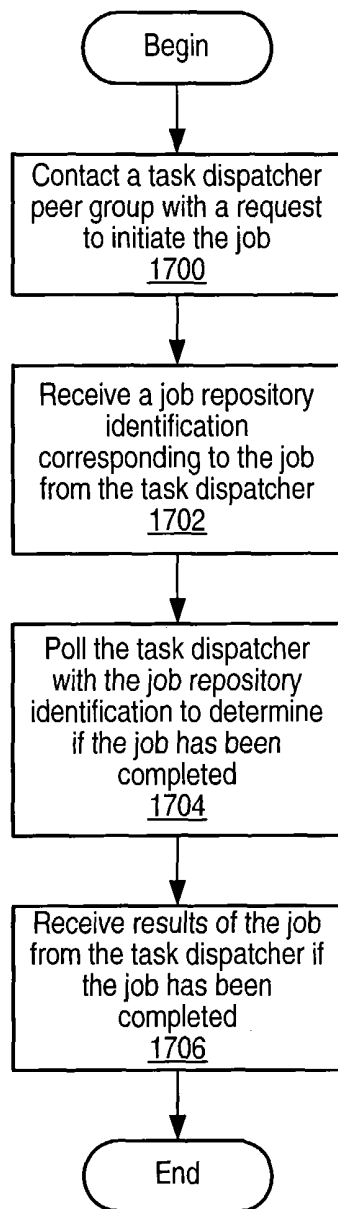 Begin
Contact a task dispatcher
peer group with a request
to initiate the job
1700
Receive a job repository
identification
corresponding to the job
from the task dispatcher
1702
Poll the task dispatcher
with the job repository
identification to determine
if the job has been
completed
1704
Receive results of the job
from the task dispatcher if
the job has been
completed
1706
End